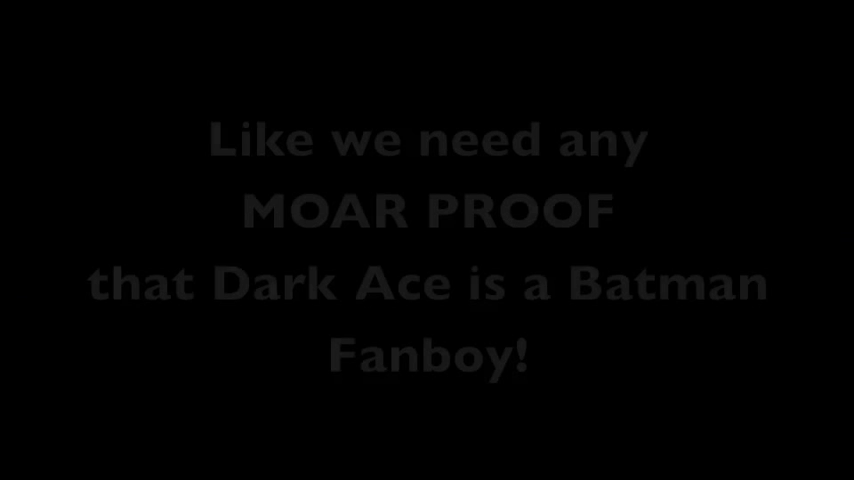 Like we need any
MOAR PROOF
that Dark Ace is a Batman
Fanboy!